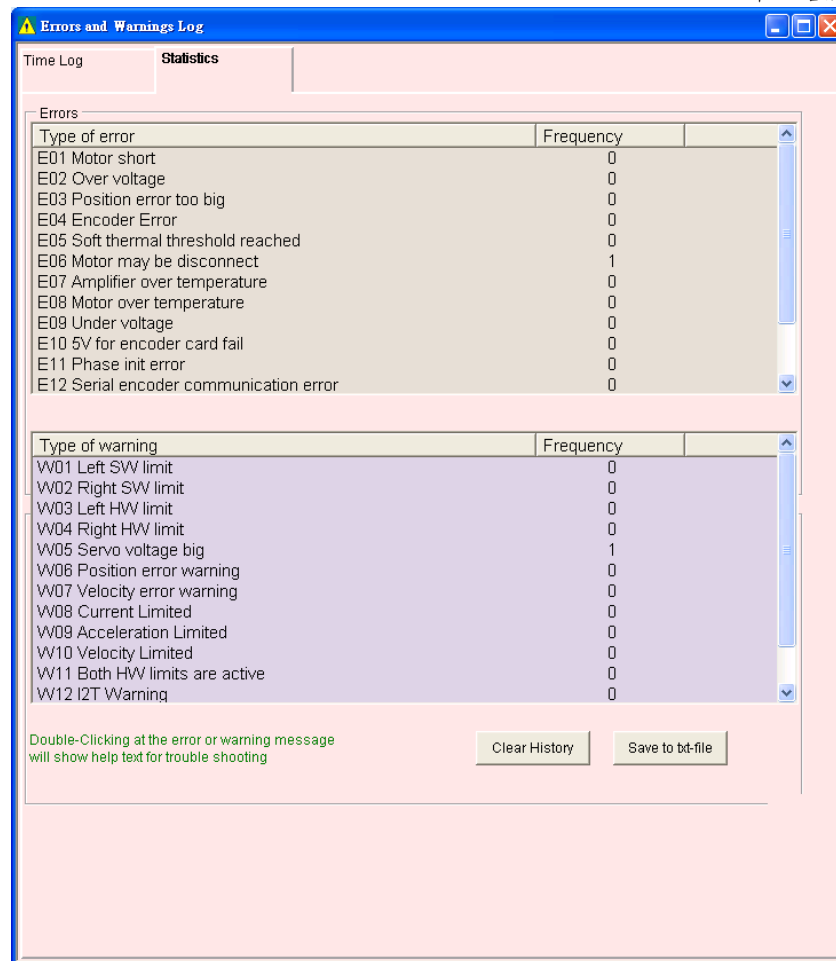 Errors and Warnings Log
Time Log Statistics
Errors
Type of error Frequency
E01 Motor short 0
E02 Over voltage 0
E03 Position error too big 0
E04 Encoder Error 0
E05 Soft thermal threshold reached 0
E06 Motor may be disconnect 1
E07 Amplifier over temperature 0
E08 Motor over temperature 0
E09 Under voltage 0
E10 5V for encoder card fail 0
E11 Phase init error 0
E12 Serial encoder communication error 0
Type of warning Frequency
W01 Left SW limit 0
W02 Right SW limit 0
W03 Left HW limit 0
W04 Right HW limit 0
W05 Servo voltage big 1
W06 Position error warning 0
W07 Velocity error warning 0
W08 Current Limited 0
W09 Acceleration Limited 0
W10 Velocity Limited 0
W11 Both HW limits are active 0
W12 I2T Warning 0
Double-Clicking at the error or warning message
will show help text for trouble shooting
Clear History Save to txt-file